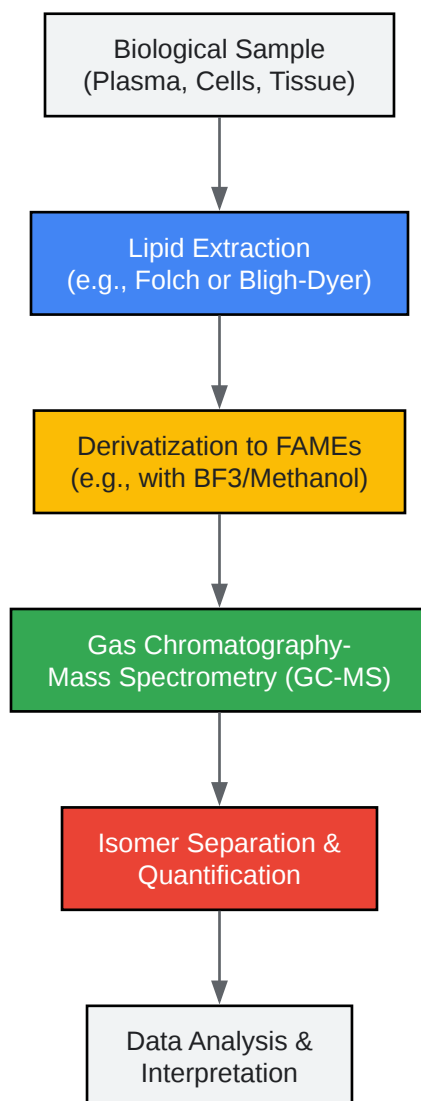 Biological Sample
(Plasma, Cells, Tissue)
Lipid Extraction
(e.g., Folch or Bligh-Dyer)
Derivatization to FAMEs
(e.g., with BF3/Methanol)
Gas Chromatography-
Mass Spectrometry (GC-MS)
Isomer Separation &
Quantification
Data Analysis &
Interpretation